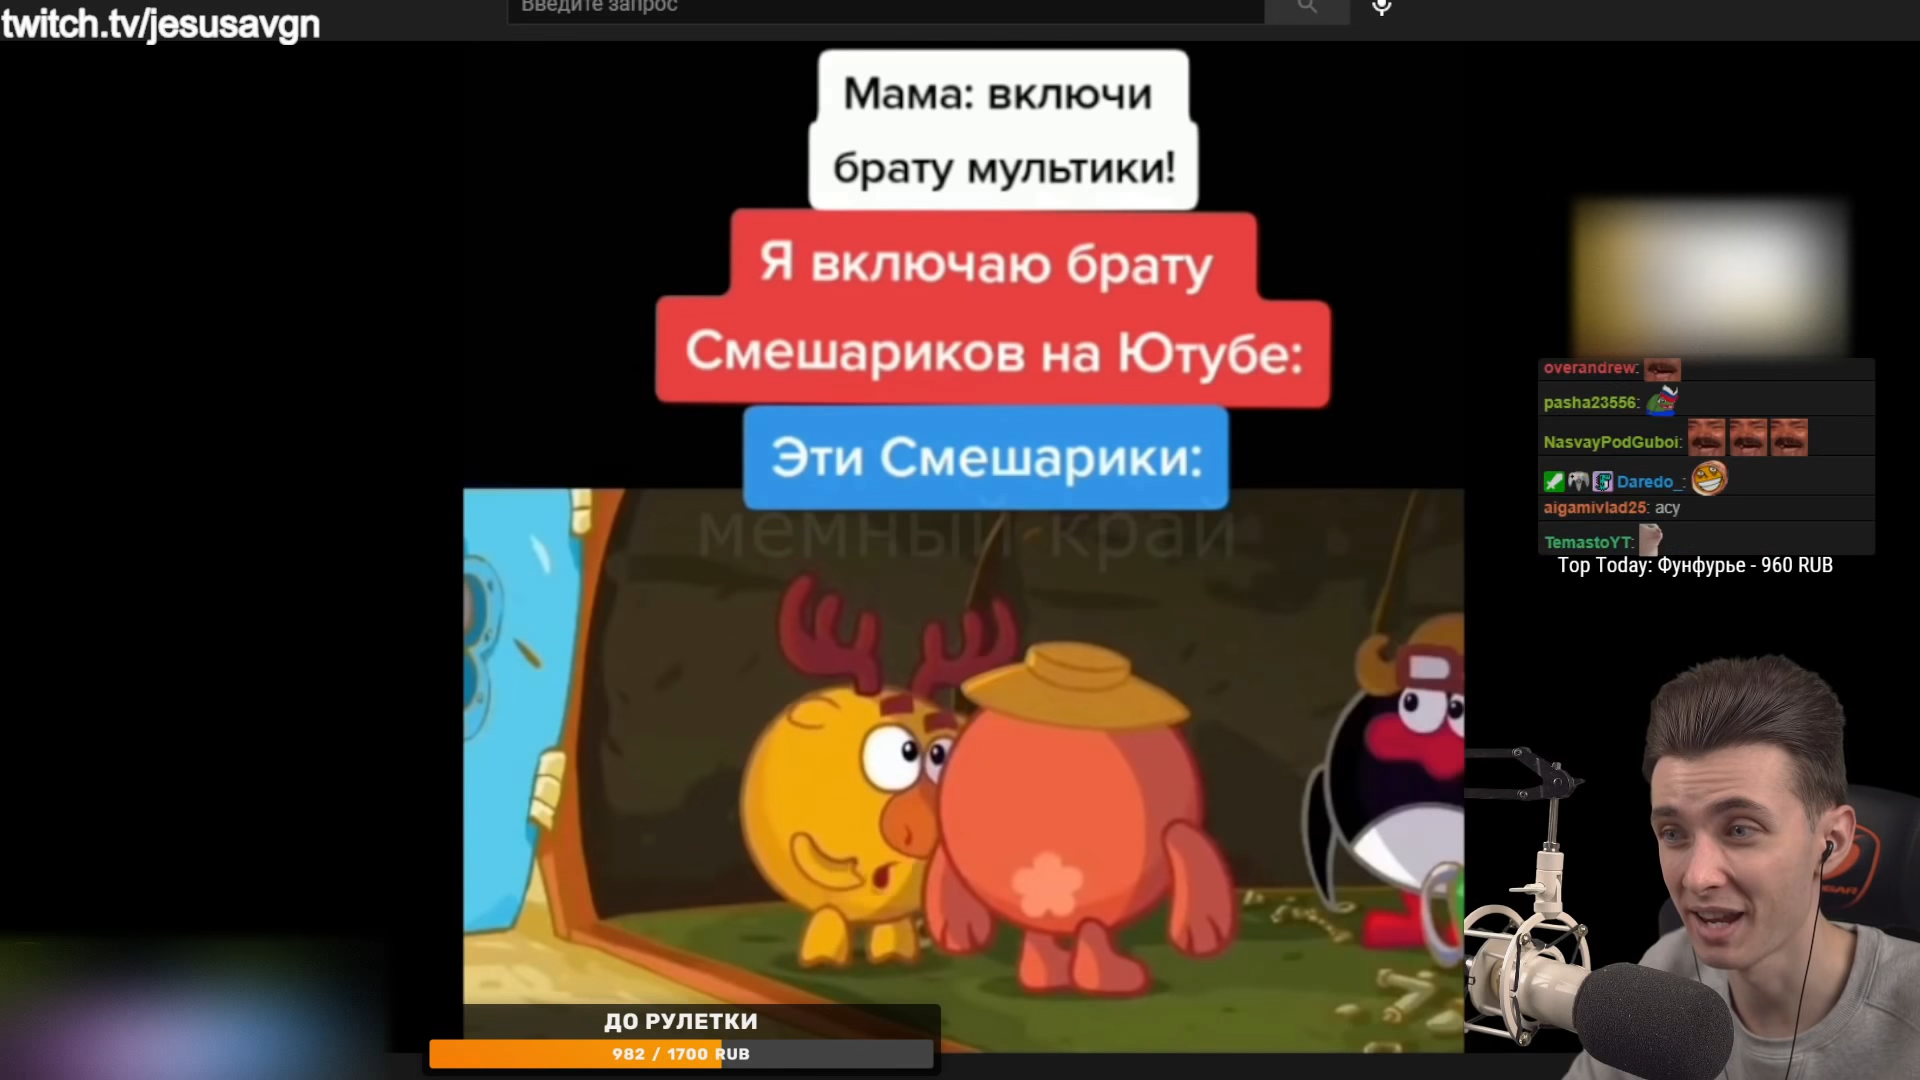 twitch.tv/jesusavgn
Введите запрос
Мама: включи
брату мультики!
Я включаю брату
Смешариков на Ютубе:
Эти Смешарики:
мемный край
overandrew:
pasha23556:
NasvayPodGuboi:
Daredo_:
aigamivlad25: асу
TemastoYT:
Top Today: Фунфурье - 960 RUB
ДО РУЛЕТКИ
982 / 1700 RUB